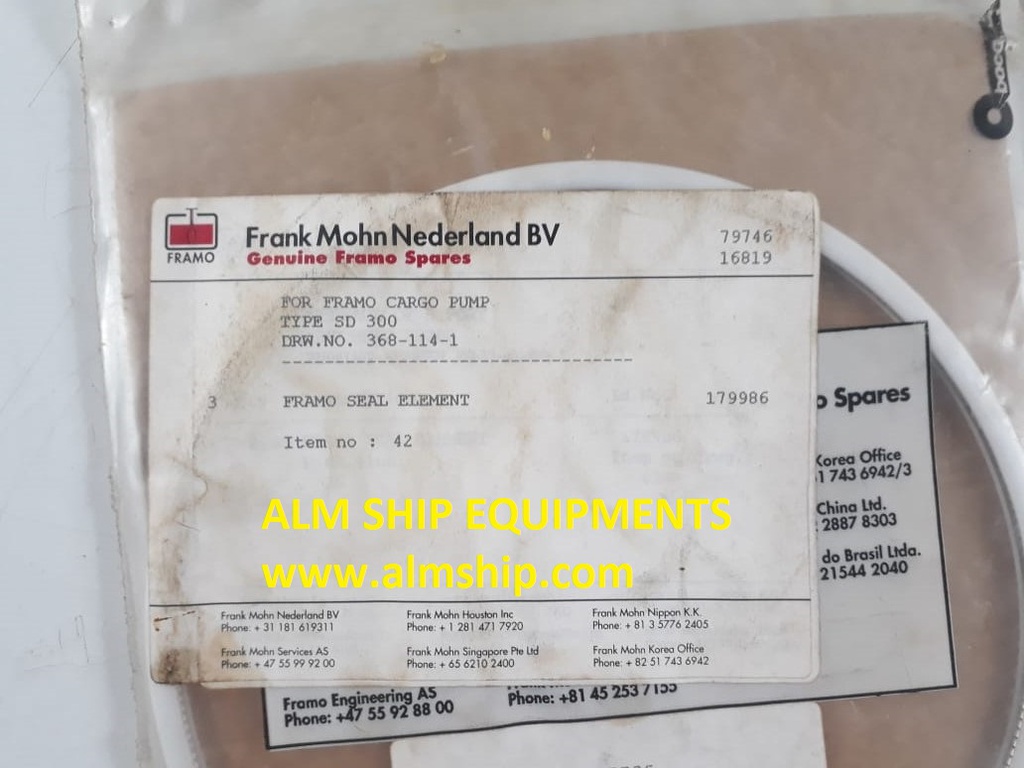 FRAMO
Frank Mohn Nederland BV
Genuine Framo Spares
79746
16819
FOR FRAMO CARGO PUMP
TYPE SD 300
DRW.NO. 368-114-1
3 FRAMO SEAL ELEMENT 179986
Item no : 42
ALM SHIP EQUIPMENTS
www.almship.com
Frank Mohn Nederland BV
Phone: + 31 181 619311
Frank Mohn Houston Inc
Phone: + 1 281 471 7920
Frank Mohn Nippon K.K.
Phone: + 81 3 5776 2405
Frank Mohn Services AS
Phone: + 47 55 99 92 00
Frank Mohn Singapore Pte Ltd
Phone: + 65 6210 2400
Frank Mohn Korea Office
Phone: + 82 51 743 6942
Spares
Korea Office
1 743 6942/3
China Ltd.
2887 8303
do Brasil Ltda.
21544 2040
Framo Engineering AS
Phone: +47 55 92 88 00
Phone: +81 45 253 7155